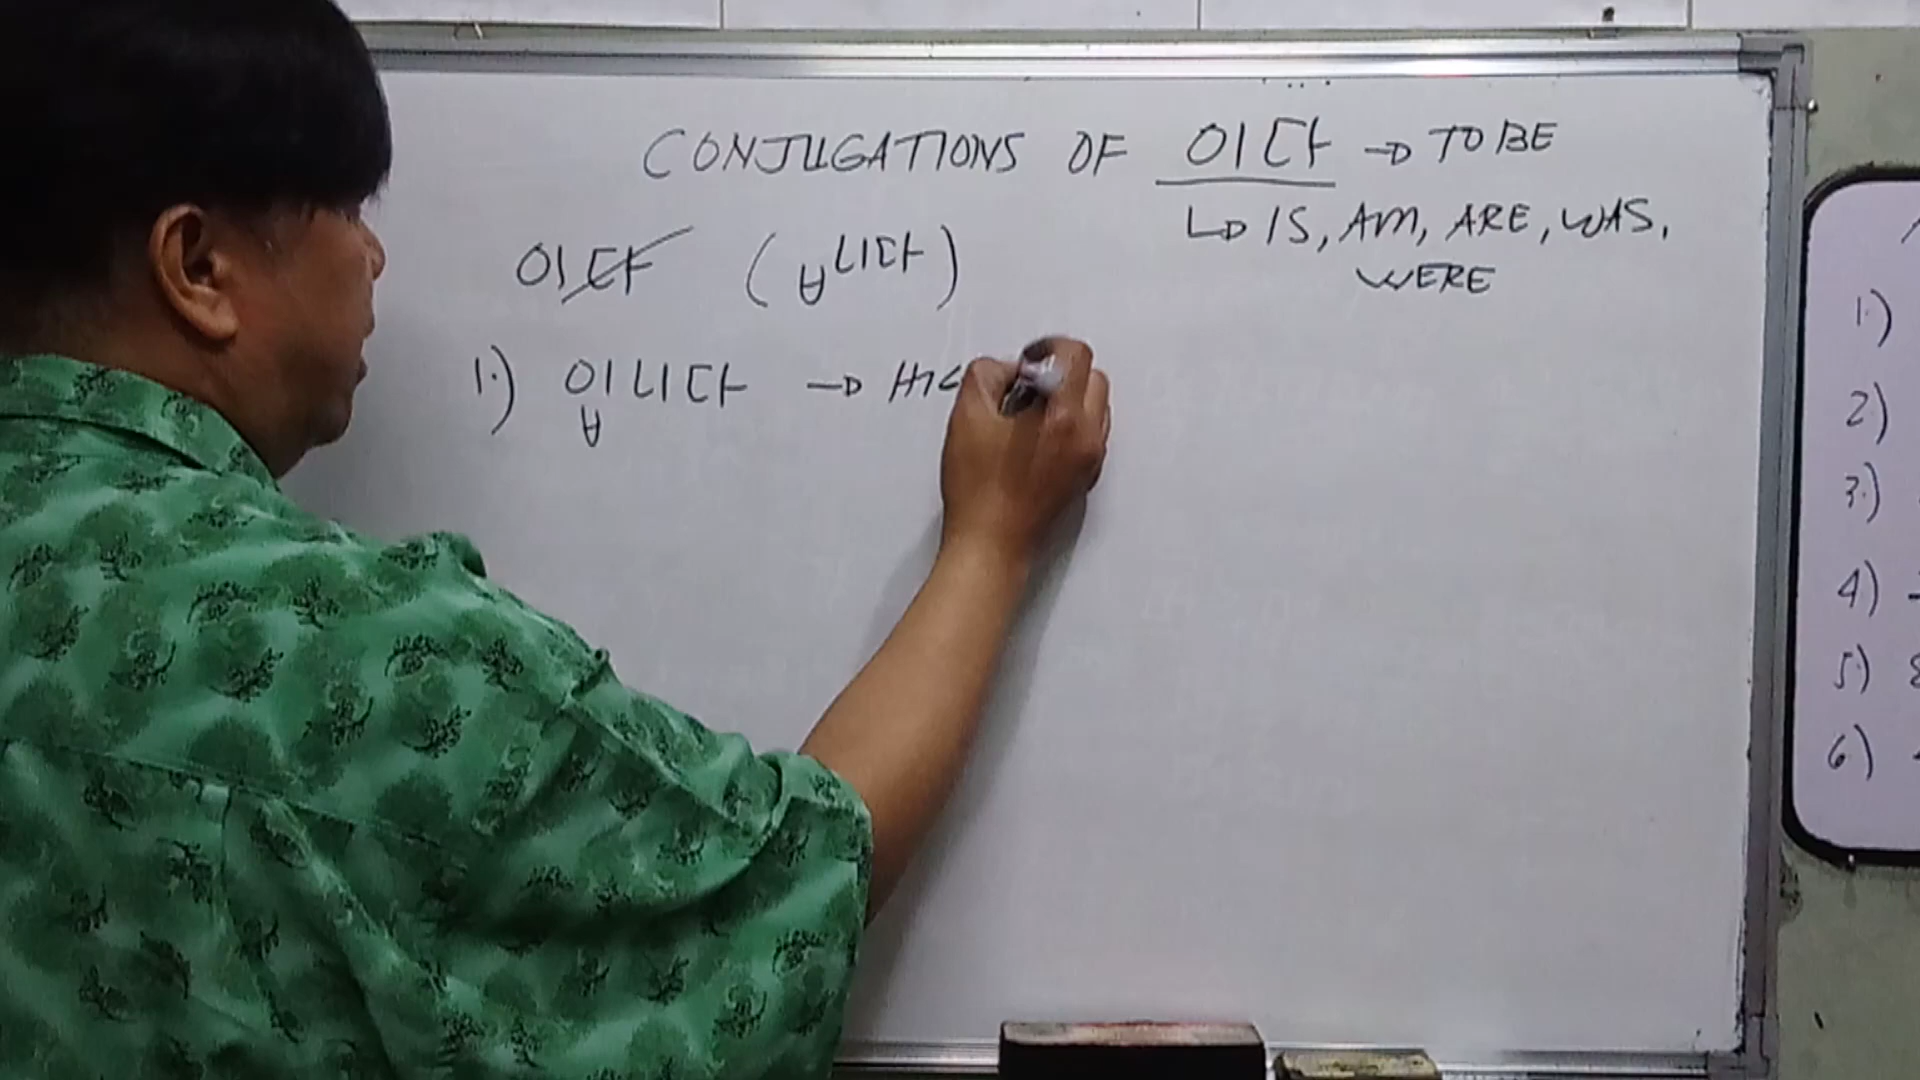 CONJUGATIONS OF 이다 → TO BE
↳ IS, AM, ARE, WAS,
WERE
이다 (ㅂ니다)
1.) 입니다 →
1)
2)
3)
4)
5)
6)